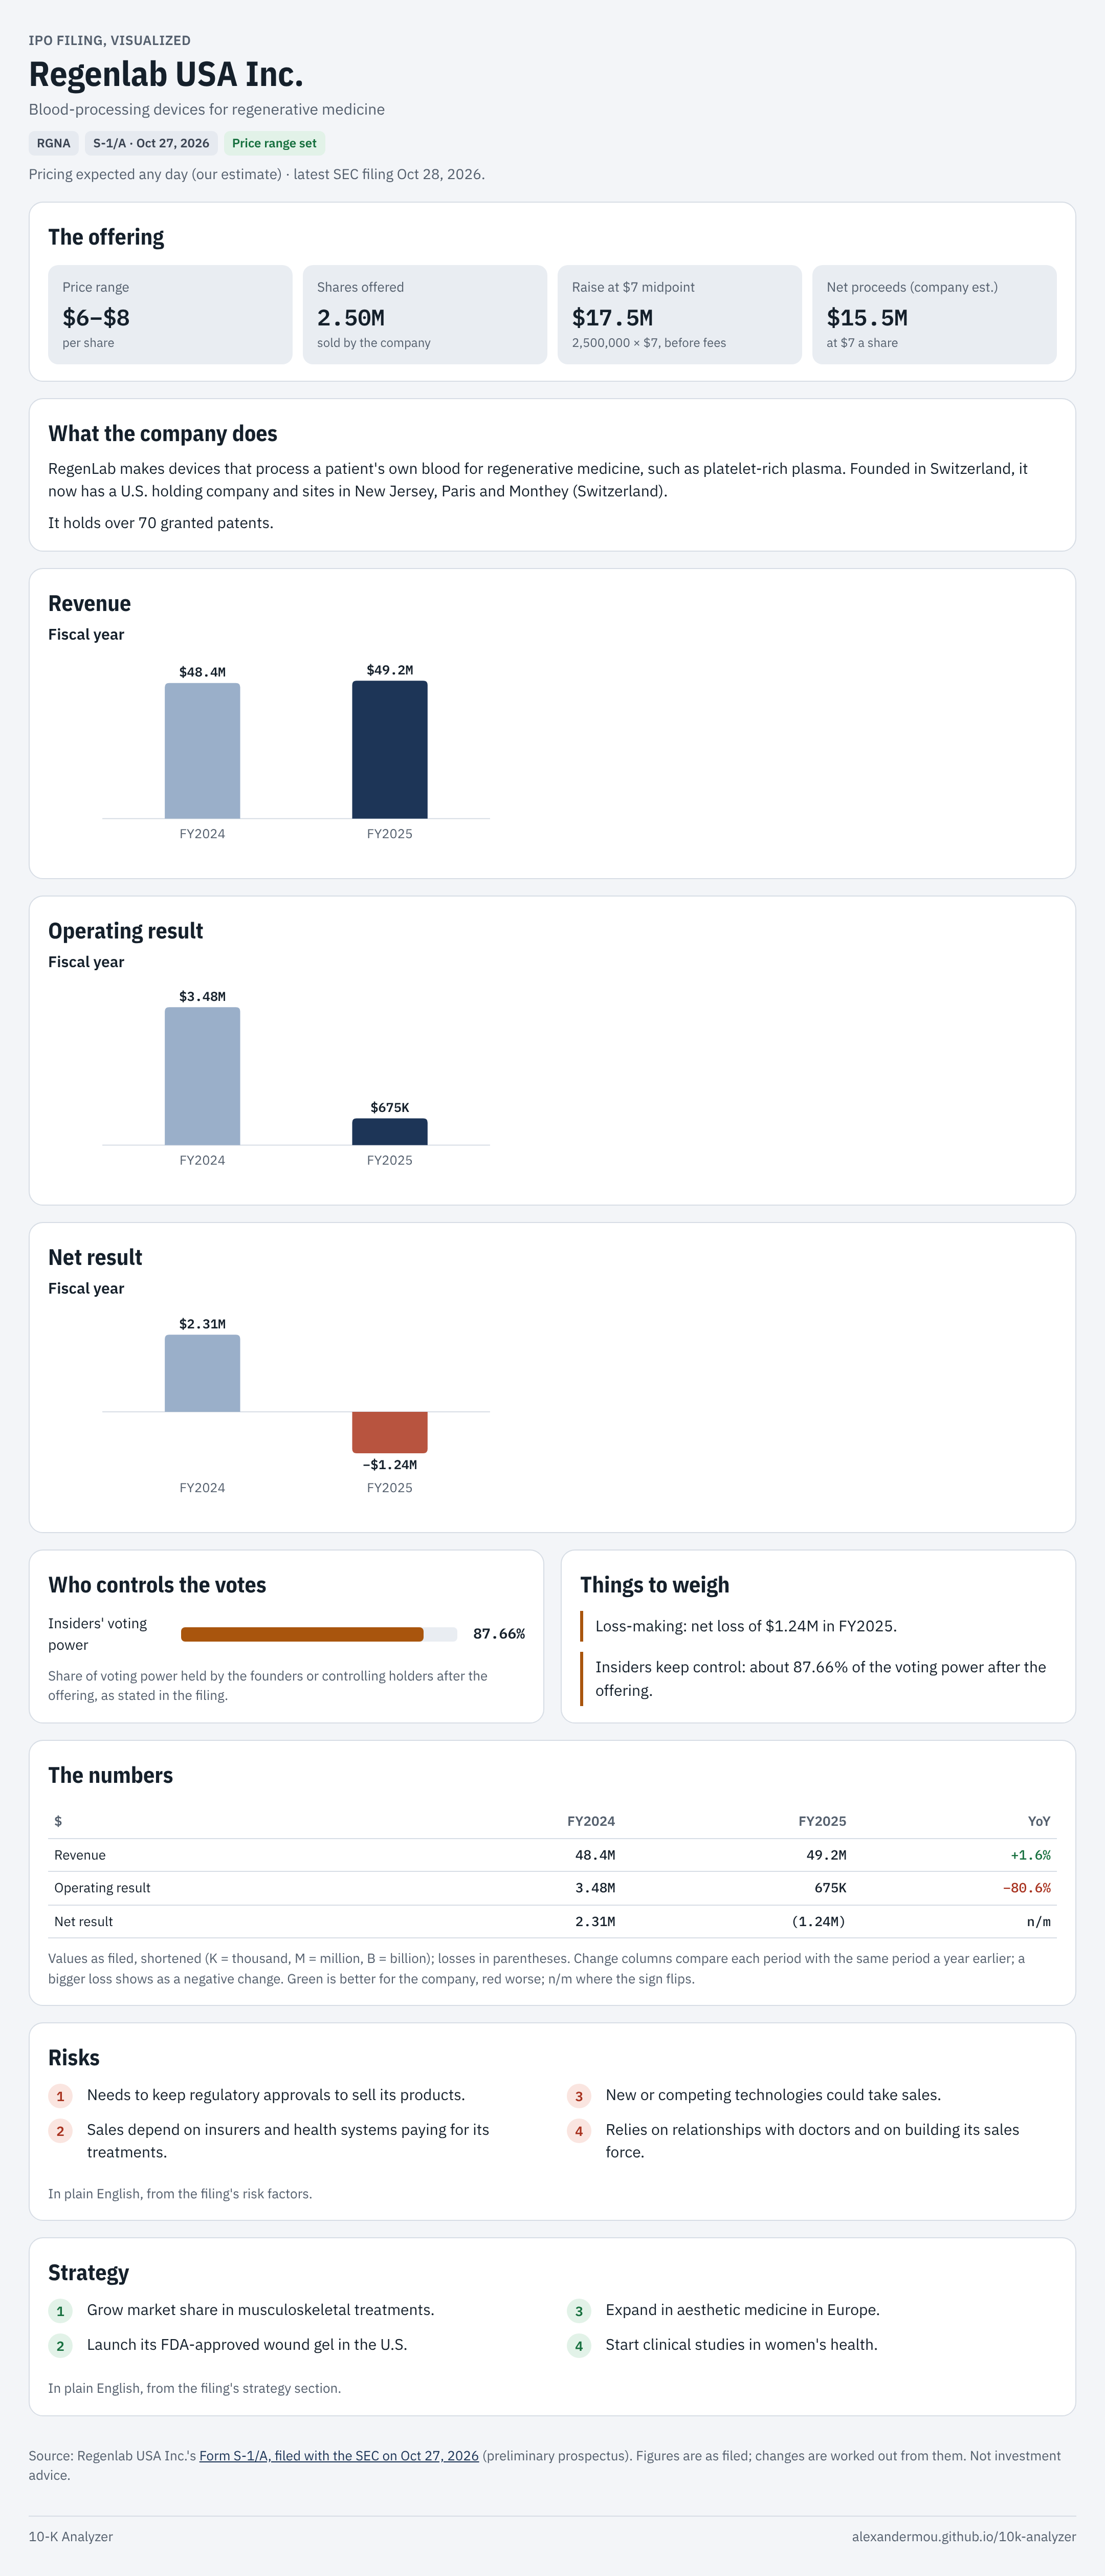 IPO FILING, VISUALIZED
Regenlab USA Inc.
Blood-processing devices for regenerative medicine
RGNA
S-1/A · Oct 27, 2026
Price range set
Pricing expected any day (our estimate) · latest SEC filing Oct 28, 2026.
The offering
Price range
$6–$8
per share
Shares offered
2.50M
sold by the company
Raise at $7 midpoint
$17.5M
2,500,000 × $7, before fees
Net proceeds (company est.)
$15.5M
at $7 a share
What the company does
RegenLab makes devices that process a patient's own blood for regenerative medicine, such as platelet-rich plasma. Founded in Switzerland, it
now has a U.S. holding company and sites in New Jersey, Paris and Monthey (Switzerland).
It holds over 70 granted patents.
Revenue
Fiscal year
$48.4M
$49.2M
FY2024
FY2025
Operating result
Fiscal year
$3.48M
$675K
FY2024
FY2025
Net result
Fiscal year
$2.31M
−$1.24M
FY2024
FY2025
Who controls the votes
Insiders' voting
power
87.66%
Share of voting power held by the founders or controlling holders after the
offering, as stated in the filing.
Things to weigh
Loss-making: net loss of $1.24M in FY2025.
Insiders keep control: about 87.66% of the voting power after the
offering.
The numbers
$ FY2024 FY2025 YoY
Revenue 48.4M 49.2M +1.6%
Operating result 3.48M 675K −80.6%
Net result 2.31M (1.24M) n/m
Values as filed, shortened (K = thousand, M = million, B = billion); losses in parentheses. Change columns compare each period with the same period a year earlier; a
bigger loss shows as a negative change. Green is better for the company, red worse; n/m where the sign flips.
Risks
1 Needs to keep regulatory approvals to sell its products.
2 Sales depend on insurers and health systems paying for its
treatments.
3 New or competing technologies could take sales.
4 Relies on relationships with doctors and on building its sales
force.
In plain English, from the filing's risk factors.
Strategy
1 Grow market share in musculoskeletal treatments.
2 Launch its FDA-approved wound gel in the U.S.
3 Expand in aesthetic medicine in Europe.
4 Start clinical studies in women's health.
In plain English, from the filing's strategy section.
Source: Regenlab USA Inc.'s Form S-1/A, filed with the SEC on Oct 27, 2026 (preliminary prospectus). Figures are as filed; changes are worked out from them. Not investment
advice.
10-K Analyzer
alexandermou.github.io/10k-analyzer